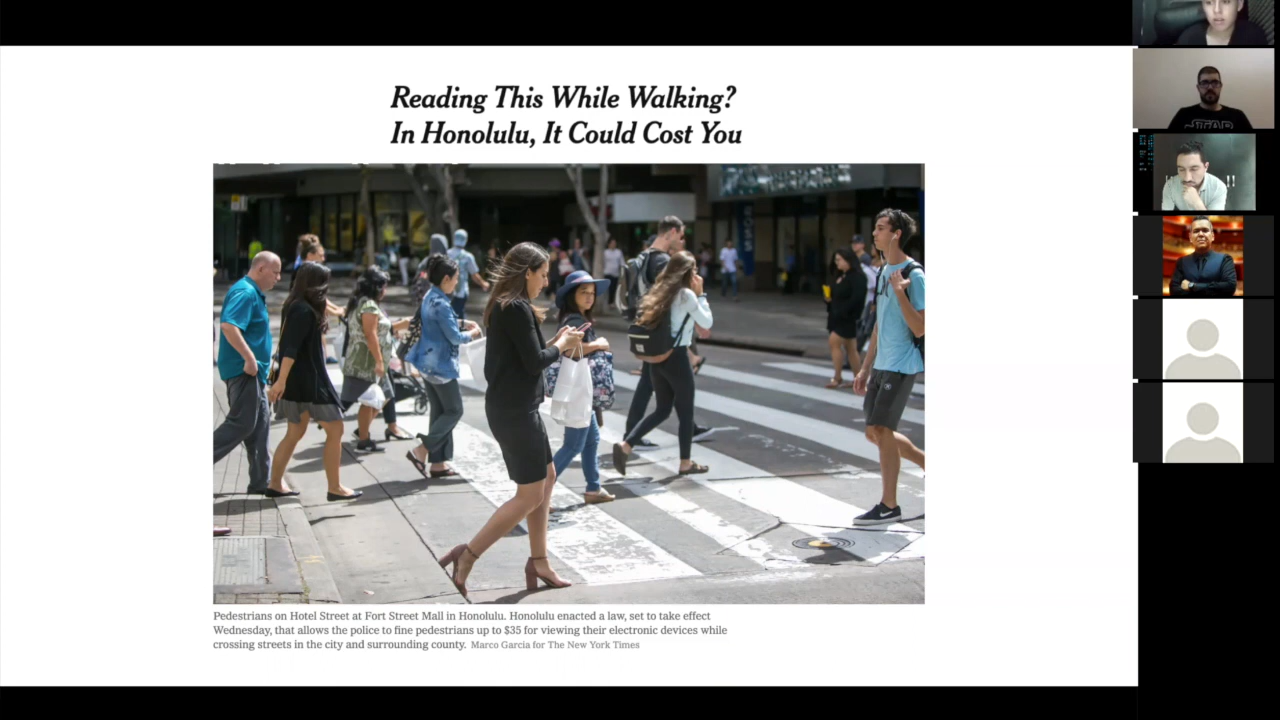 Reading This While Walking?
In Honolulu, It Could Cost You
Pedestrians on Hotel Street at Fort Street Mall in Honolulu. Honolulu enacted a law, set to take effect
Wednesday, that allows the police to fine pedestrians up to $35 for viewing their electronic devices while
crossing streets in the city and surrounding county. Marco Garcia for The New York Times
STAR